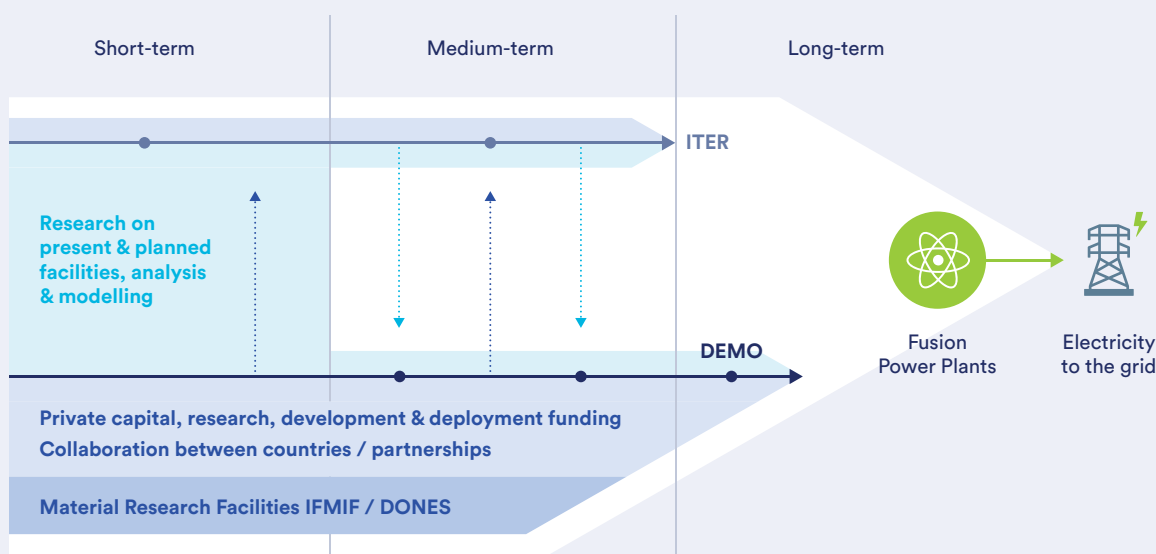 Short-term
Medium-term
Long-term
ITER
Research on
present & planned
facilities, analysis
& modelling
DEMO
Fusion
Power Plants
Electricity
to the grid
Private capital, research, development & deployment funding
Collaboration between countries / partnerships
Material Research Facilities IFMIF / DONES